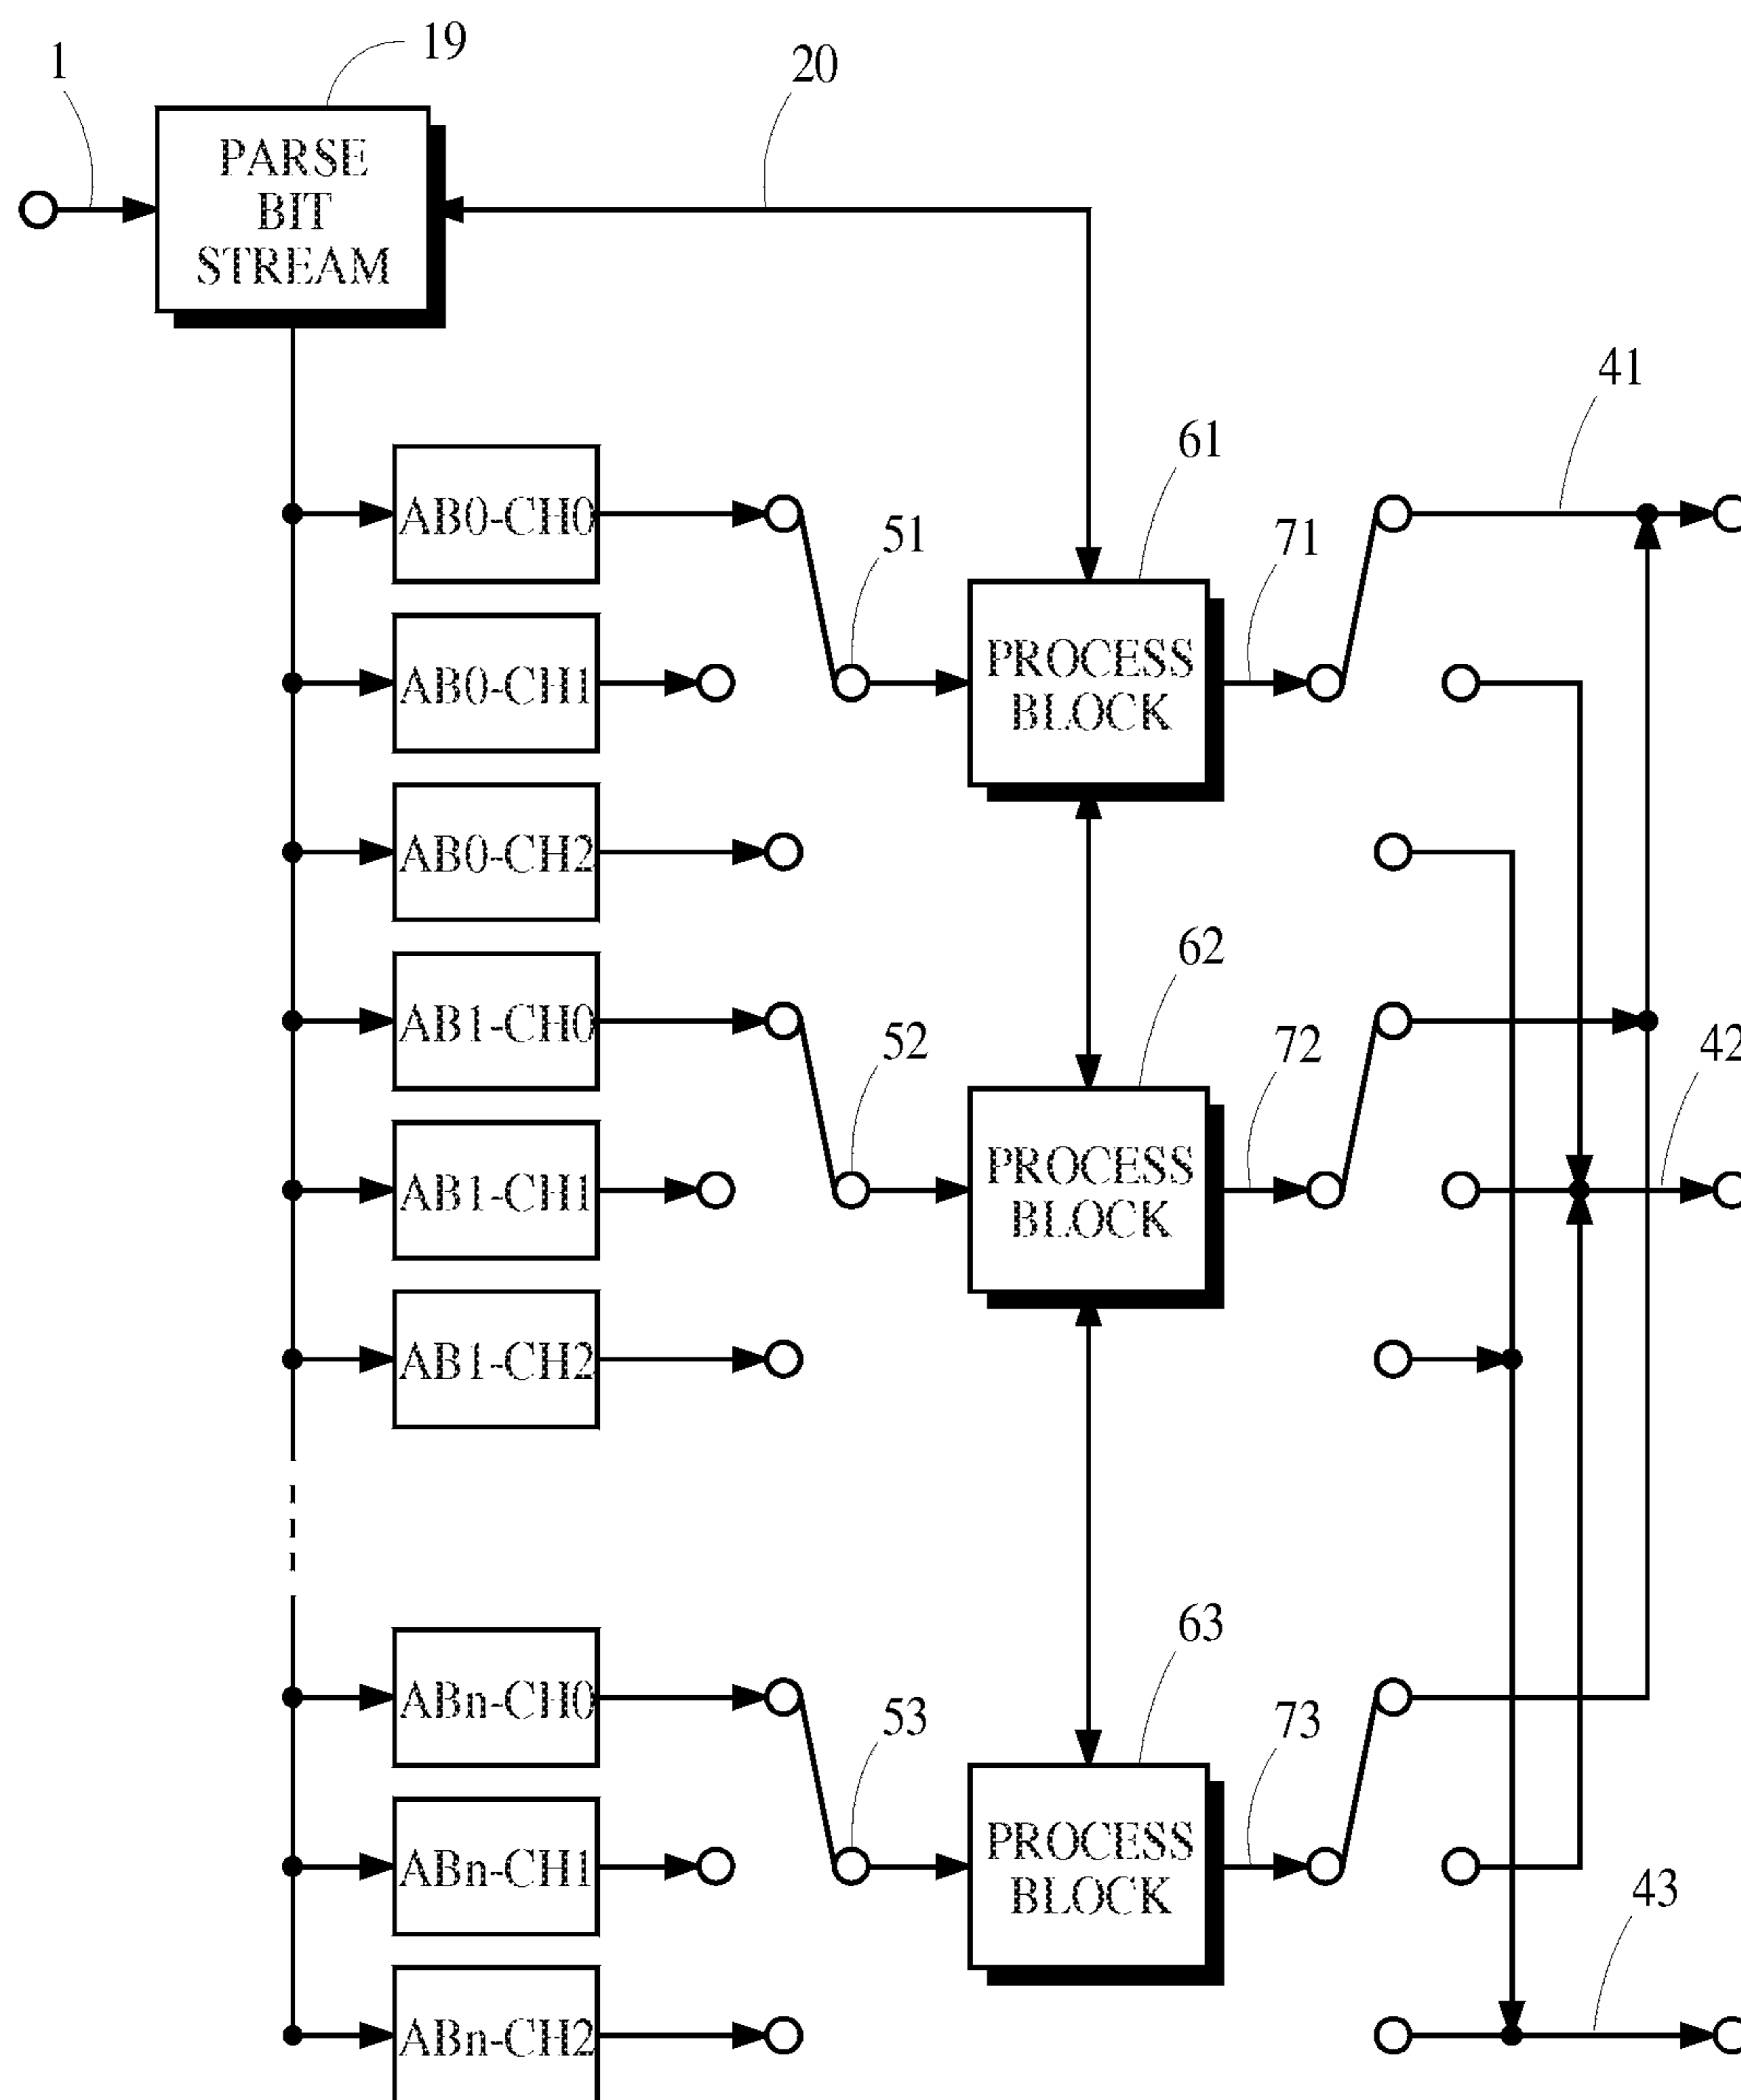 1
19
20
PARSE
BIT
STREAM
41
61
AB0-CH0
51
71
AB0-CH1
PROCESS
BLOCK
AB0-CH2
62
AB1-CH0
52
72
42
AB1-CH1
PROCESS
BLOCK
AB1-CH2
63
ABn-CH0
53
73
ABn-CH1
PROCESS
BLOCK
43
ABn-CH2